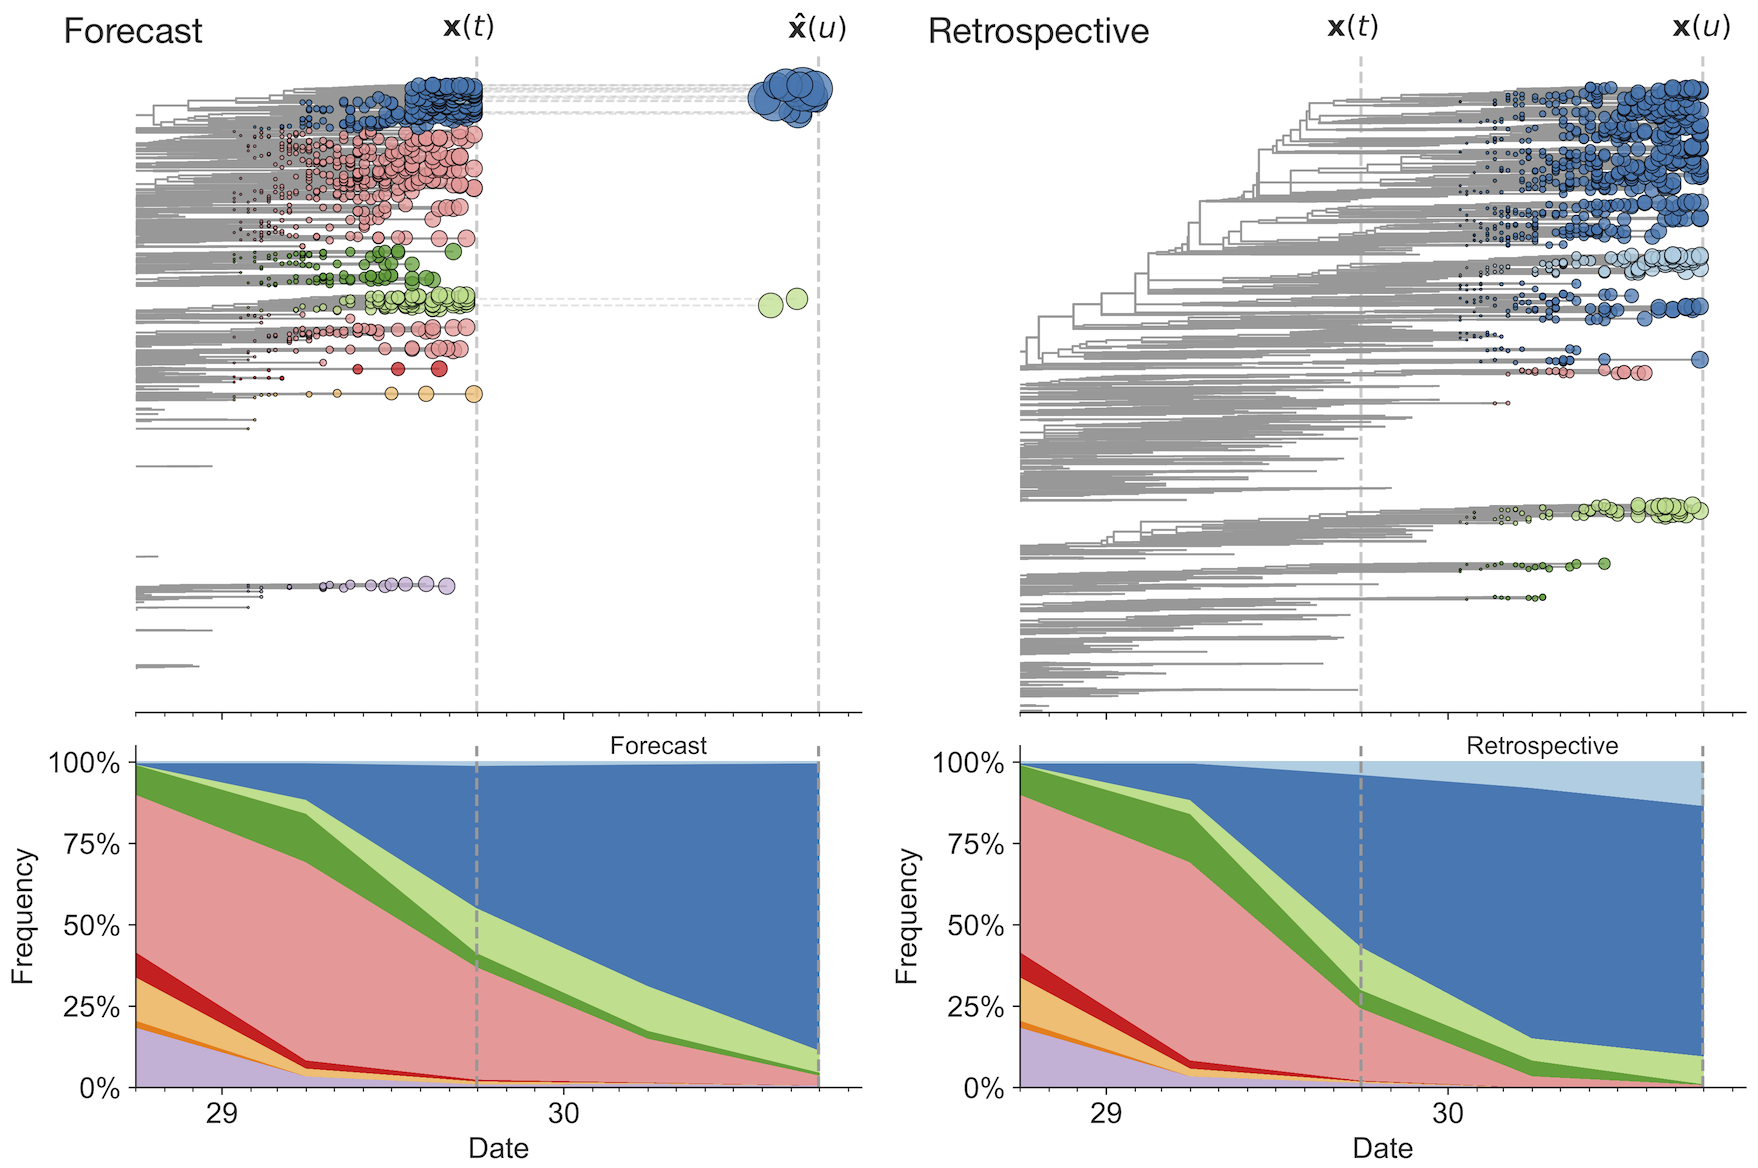 Forecast
x(t)
x̂(u)
Retrospective
x(t)
x(u)
Forecast
100%
75%
50%
25%
0%
Frequency
29
30
Date
Retrospective
100%
75%
50%
25%
0%
Frequency
29
30
Date